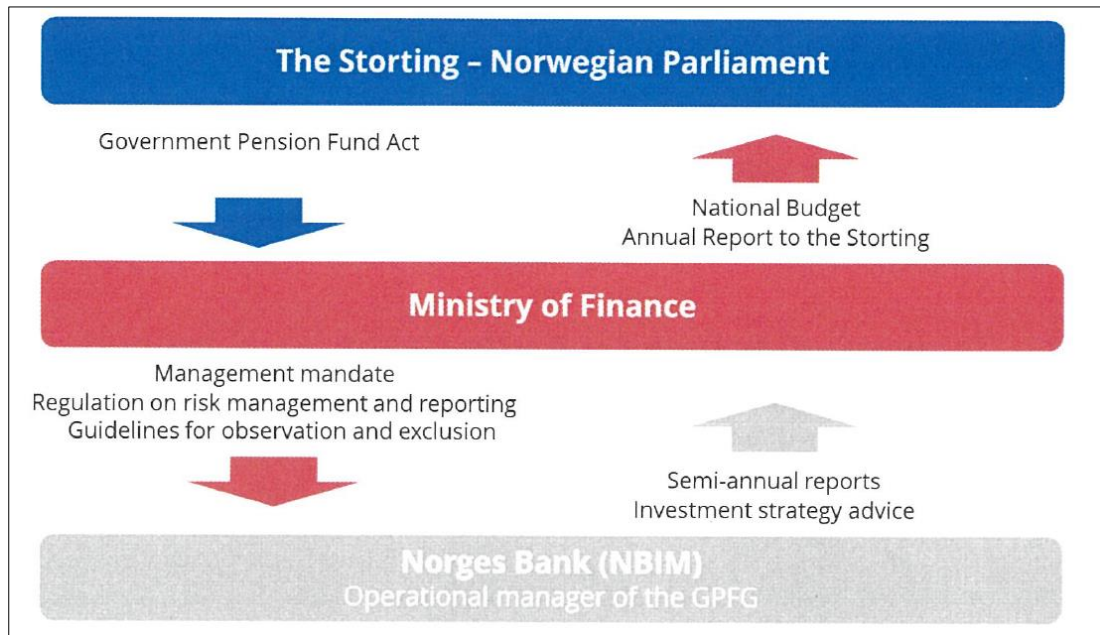 The Storting – Norwegian Parliament
Government Pension Fund Act
National Budget
Annual Report to the Storting
Ministry of Finance
Management mandate
Regulation on risk management and reporting
Guidelines for observation and exclusion
Semi-annual reports
Investment strategy advice
Norges Bank (NBIM)
Operational manager of the GPFG